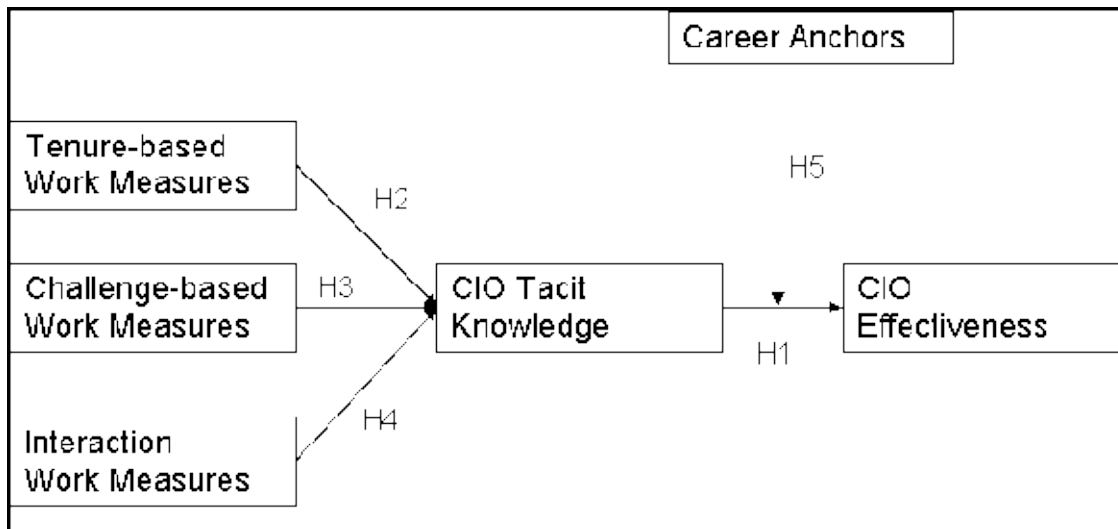 Career Anchors
Tenure-based
Work Measures
H2
H5
Challenge-based
Work Measures
H3
CIO Tacit
Knowledge
H1
CIO
Effectiveness
H4
Interaction
Work Measures